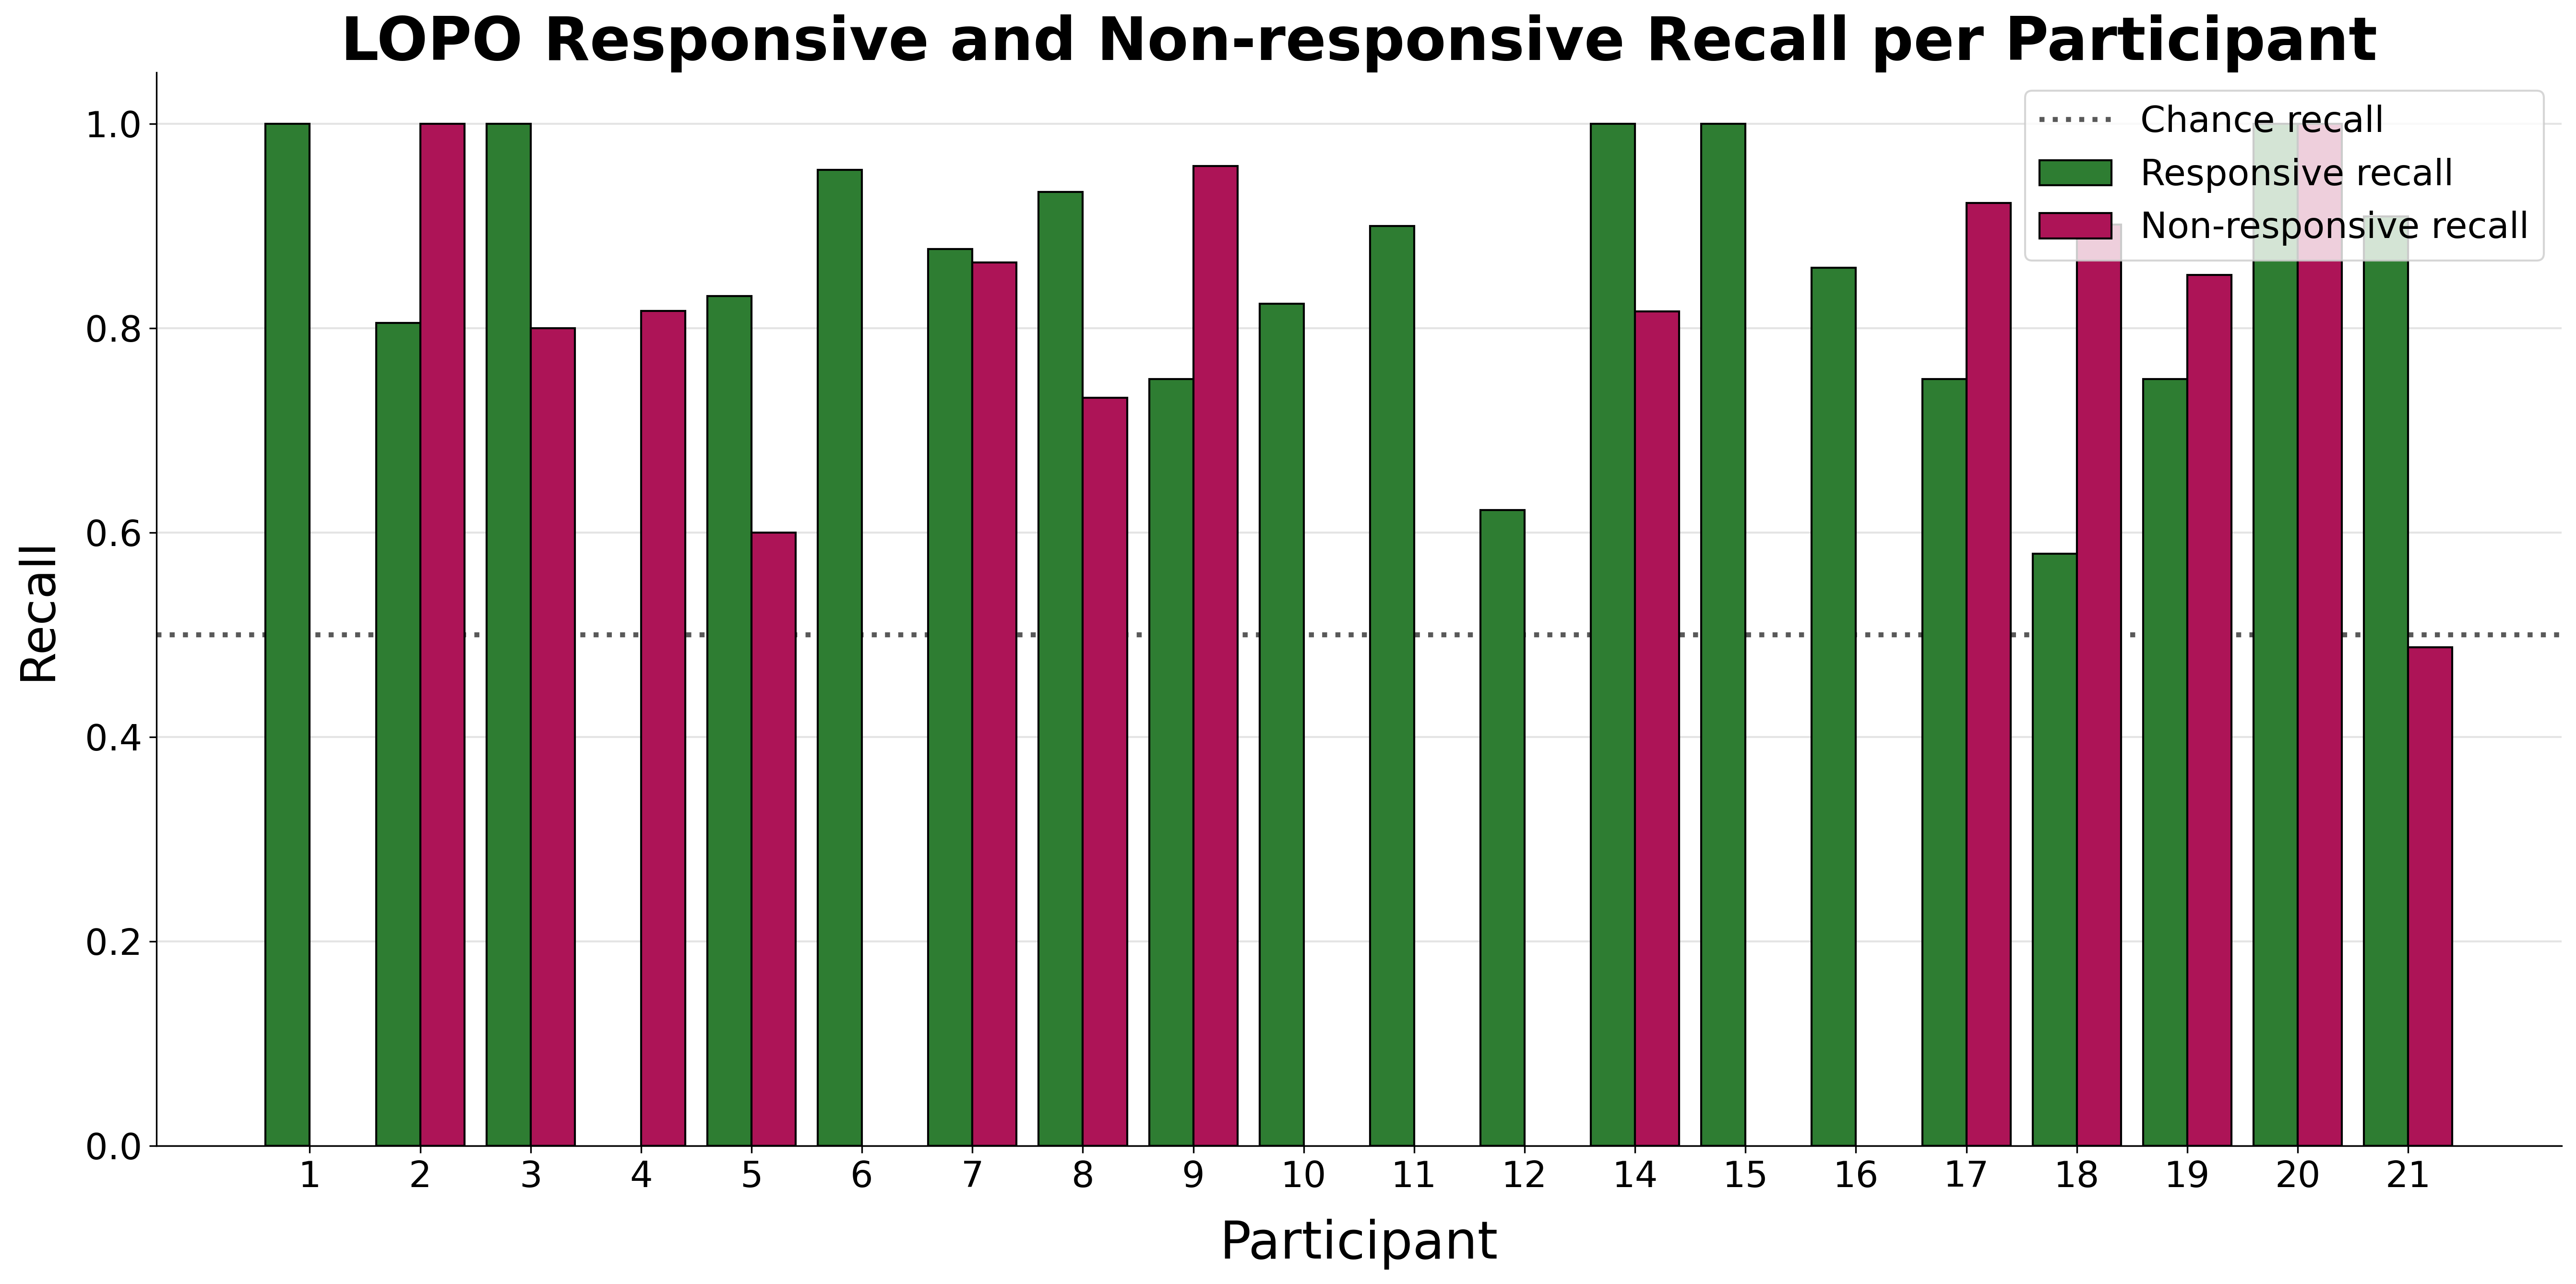 LOPO Responsive and Non-responsive Recall per Participant
Chance recall
Responsive recall
Non-responsive recall
Recall
1.0
0.8
0.6
0.4
0.2
0.0
1 2 3 4 5 6 7 8 9 10 11 12 14 15 16 17 18 19 20 21
Participant